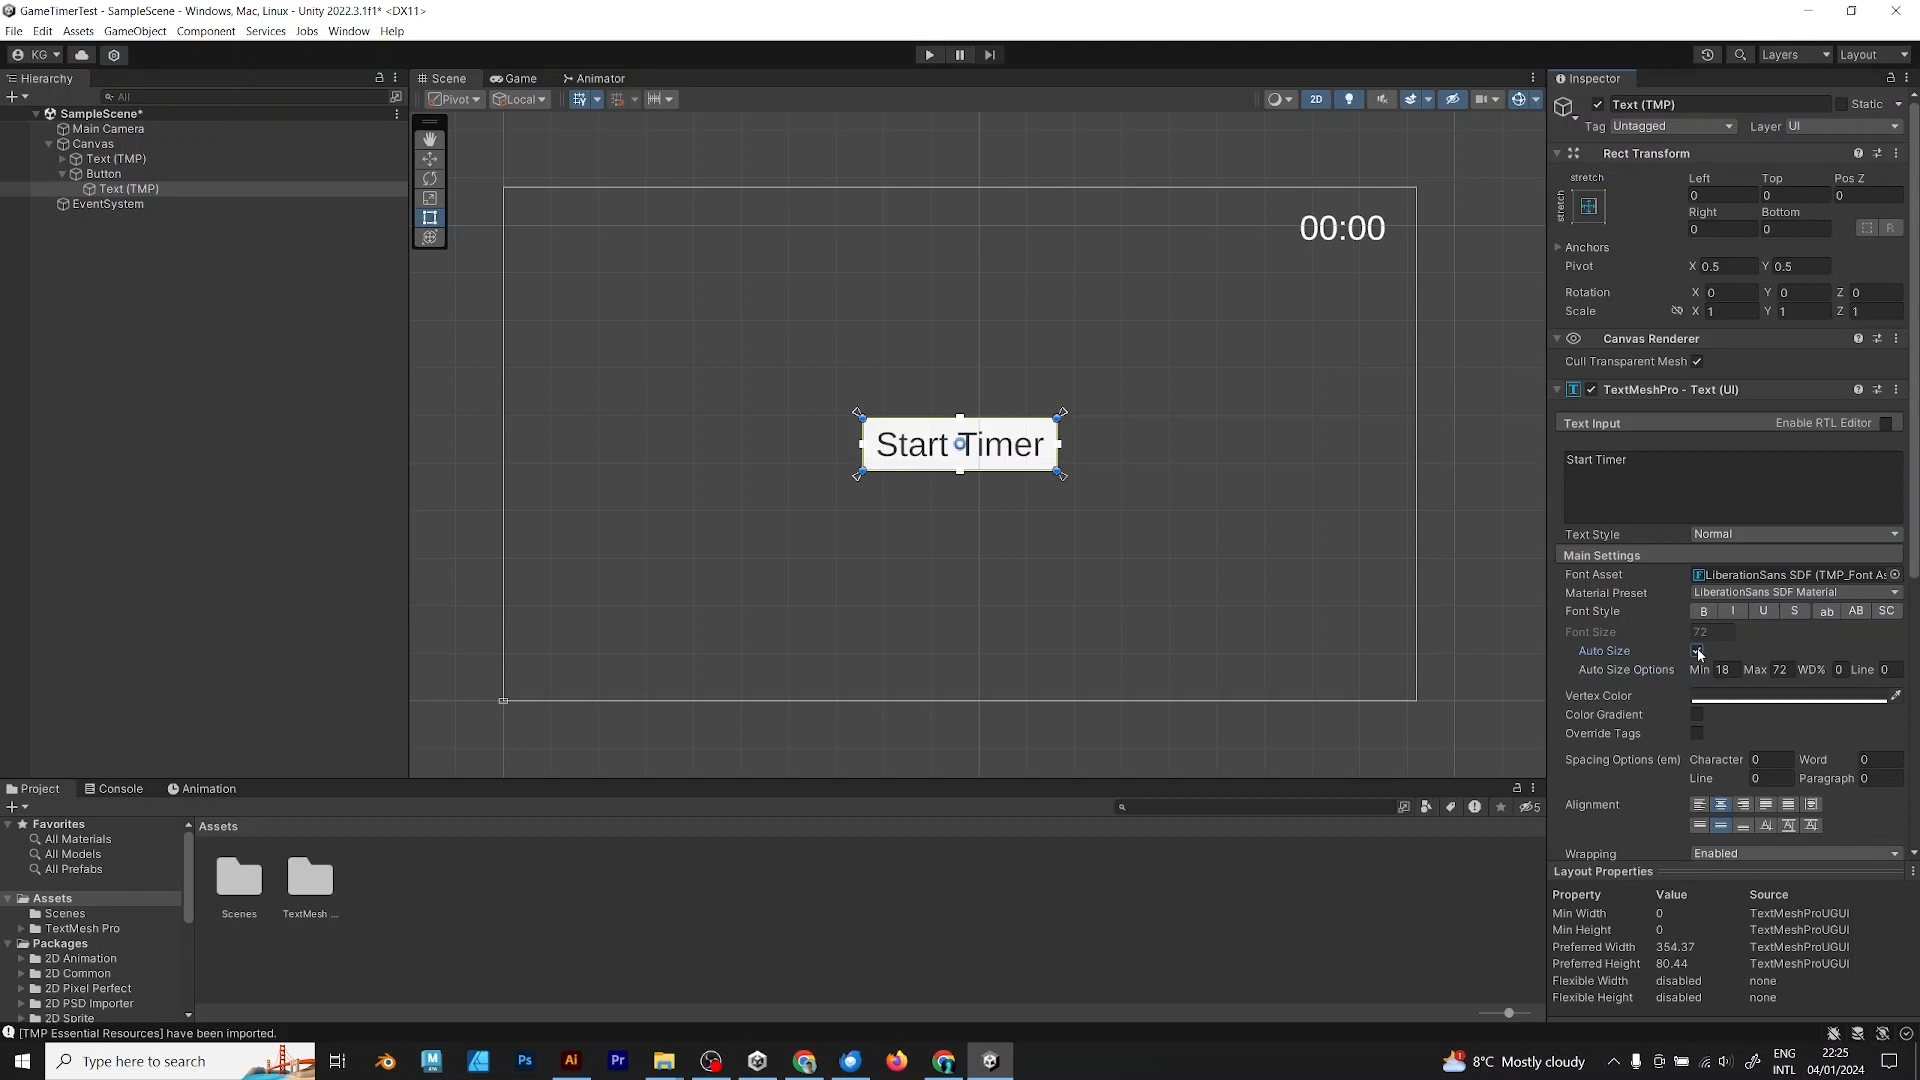 GameTimerTest - SampleScene - Windows, Mac, Linux - Unity 2022.3.1f1* <DX11>
File Edit Assets GameObject Component Services Jobs Window Help
KG Layers Layout
Hierarchy
All
SampleScene*
Main Camera
Canvas
Text (TMP)
Button
Text (TMP)
EventSystem
Scene Game Animator
Pivot Local 2D
00:00
Start Timer
Inspector
Text (TMP) Static
Tag Untagged Layer UI
Rect Transform
stretch Left Top Pos Z
stretch 0 0 0
Right Bottom
0 0 R
Anchors
Pivot X 0.5 Y 0.5
Rotation X 0 Y 0 Z 0
Scale X 1 Y 1 Z 1
Canvas Renderer
Cull Transparent Mesh
TextMeshPro - Text (UI)
Text Input Enable RTL Editor
Start Timer
Text Style Normal
Main Settings
Font Asset F LiberationSans SDF (TMP_Font As
Material Preset LiberationSans SDF Material
Font Style B I U S ab AB SC
Font Size 72
Auto Size
Auto Size Options Min 18 Max 72 WD% 0 Line 0
Vertex Color
Color Gradient
Override Tags
Spacing Options (em) Character 0 Word 0
Line 0 Paragraph 0
Alignment
Wrapping Enabled
Layout Properties
Property Value Source
Min Width 0 TextMeshProUGUI
Min Height 0 TextMeshProUGUI
Preferred Width 354.37 TextMeshProUGUI
Preferred Height 80.44 TextMeshProUGUI
Flexible Width disabled none
Flexible Height disabled none
Project Console Animation
5
Favorites
All Materials
All Models
All Prefabs
Assets
Scenes
TextMesh Pro
Packages
2D Animation
2D Common
2D Pixel Perfect
2D PSD Importer
2D Sprite
Assets
Scenes TextMesh ...
[TMP Essential Resources] have been imported.
Type here to search
M Ps Ai Pr
1 8°C Mostly cloudy
ENG
INTL
22:25
04/01/2024